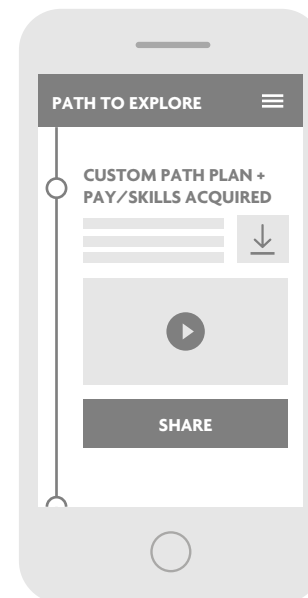 PATH TO EXPLORE
CUSTOM PATH PLAN +
PAY/SKILLS ACQUIRED
SHARE